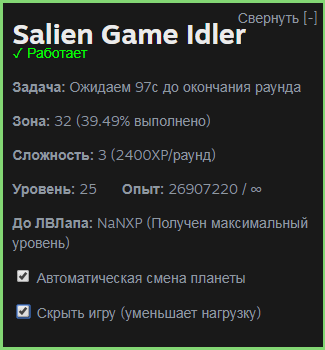 Свернуть [-]
Salien Game Idler
✓ Работает
Задача: Ожидаем 97с до окончания раунда
Зона: 32 (39.49% выполнено)
Сложность: 3 (2400XP/раунд)
Уровень: 25 Опыт: 26907220 / ∞
До ЛВЛапа: NaNXP (Получен максимальный
уровень)
Автоматическая смена планеты
Скрыть игру (уменьшает нагрузку)